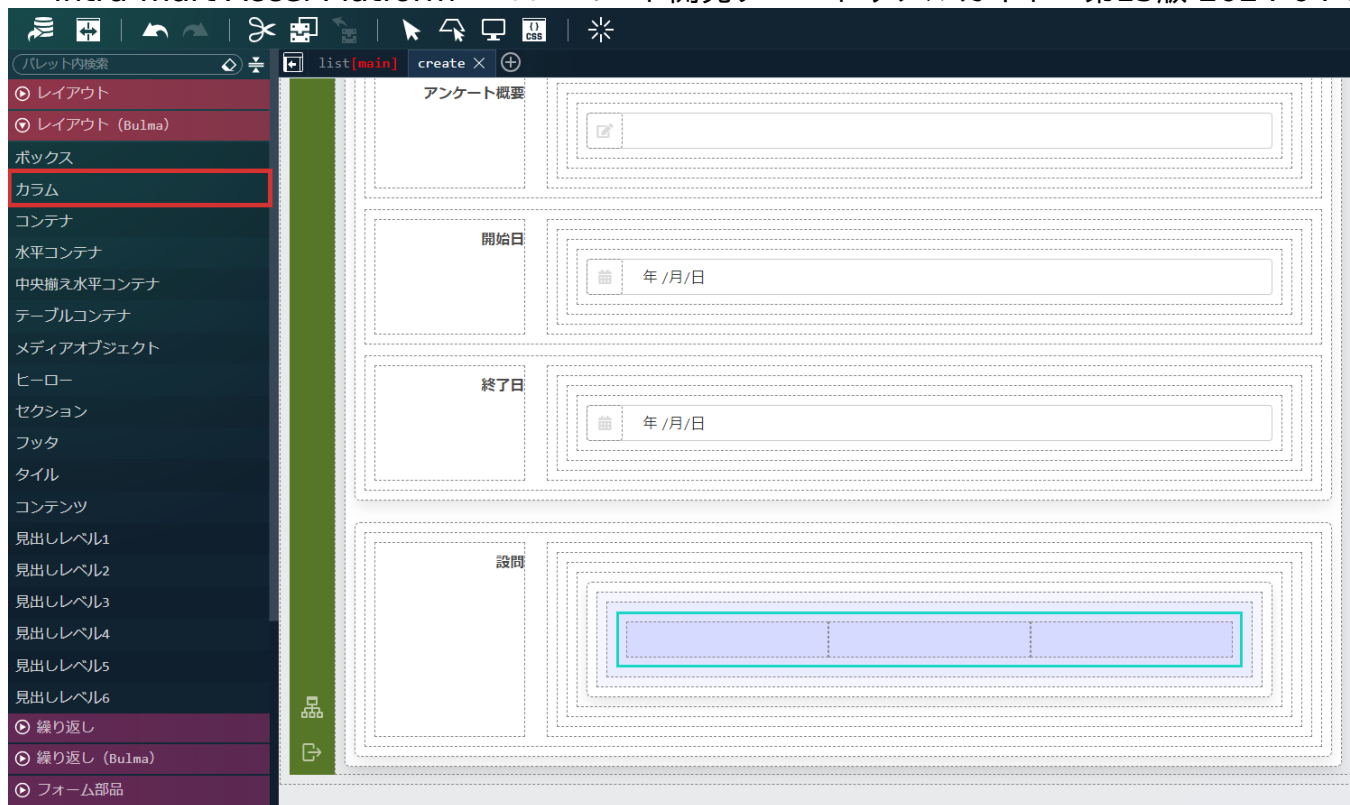 パレット内検索
list[main] create
レイアウト
レイアウト (Bulma)
ボックス
カラム
コンテナ
水平コンテナ
中央揃え水平コンテナ
テーブルコンテナ
メディアオブジェクト
ヒーロー
セクション
フッタ
タイル
コンテンツ
見出しレベル1
見出しレベル2
見出しレベル3
見出しレベル4
見出しレベル5
見出しレベル6
繰り返し
繰り返し (Bulma)
フォーム部品
{}
CSS
アンケート概要
開始日
年 /月/日
終了日
年 /月/日
設問